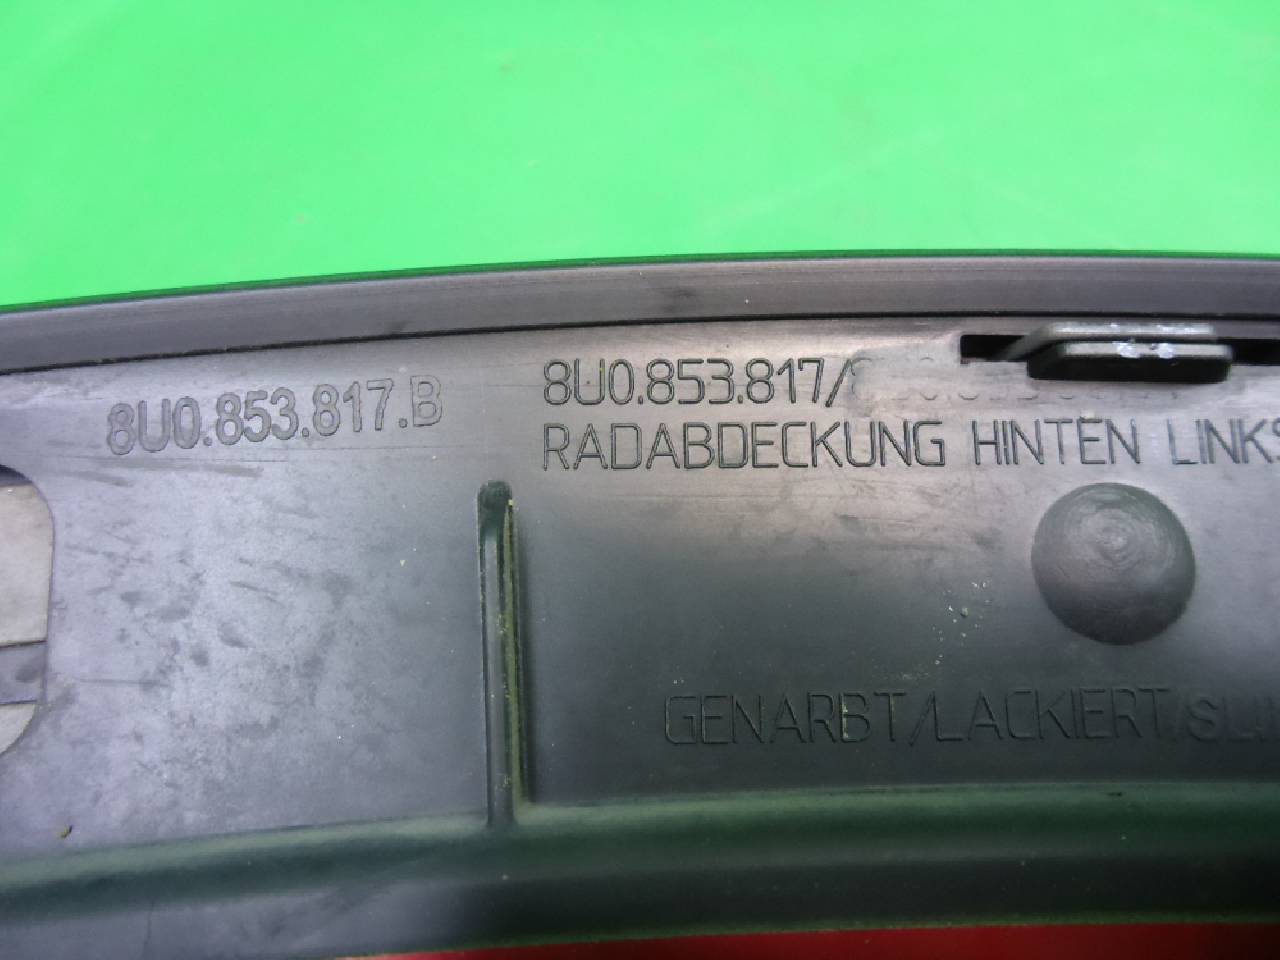 8U0.853.817.B
8U0.853.817/
RADABDECKUNG HINTEN LINKS
GENARBT/LACKIERT/